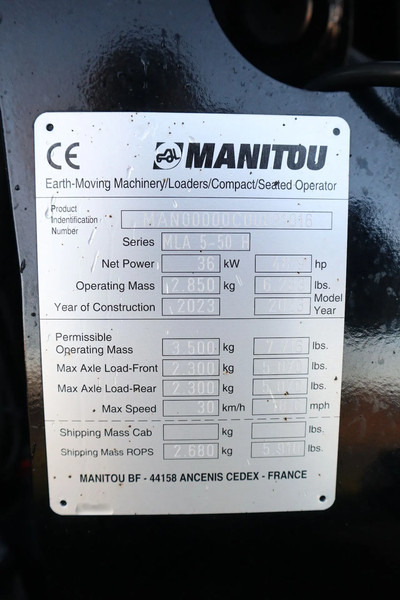 CE MANITOU
Earth-Moving Machinery/Loaders/Compact/Seated Operator
Product
Indentification
Number
Series MLA 5-50 H
Net Power 36 kW hp
Operating Mass 2.850 kg lbs.
Year of Construction 2023 Model
Year
Permissible
Operating Mass 3.500 kg lbs.
Max Axle Load-Front 2.300 kg lbs.
Max Axle Load-Rear 2.300 kg lbs.
Max Speed 30 km/h mph
Shipping Mass Cab kg lbs.
Shipping Mass ROPS 2.680 kg lbs.
MANITOU BF - 44158 ANCENIS CEDEX - FRANCE